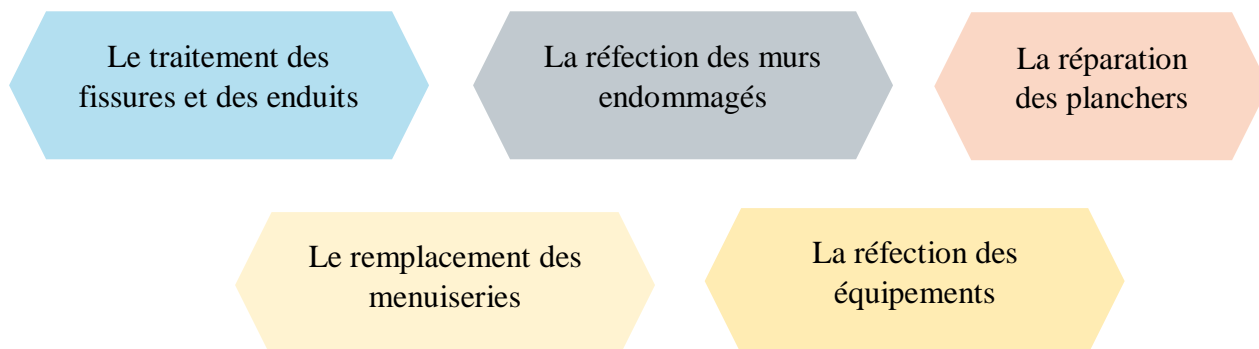 Le traitement des
fissures et des enduits
La réfection des murs
endommagés
La réparation
des planchers
Le remplacement des
menuiseries
La réfection des
équipements